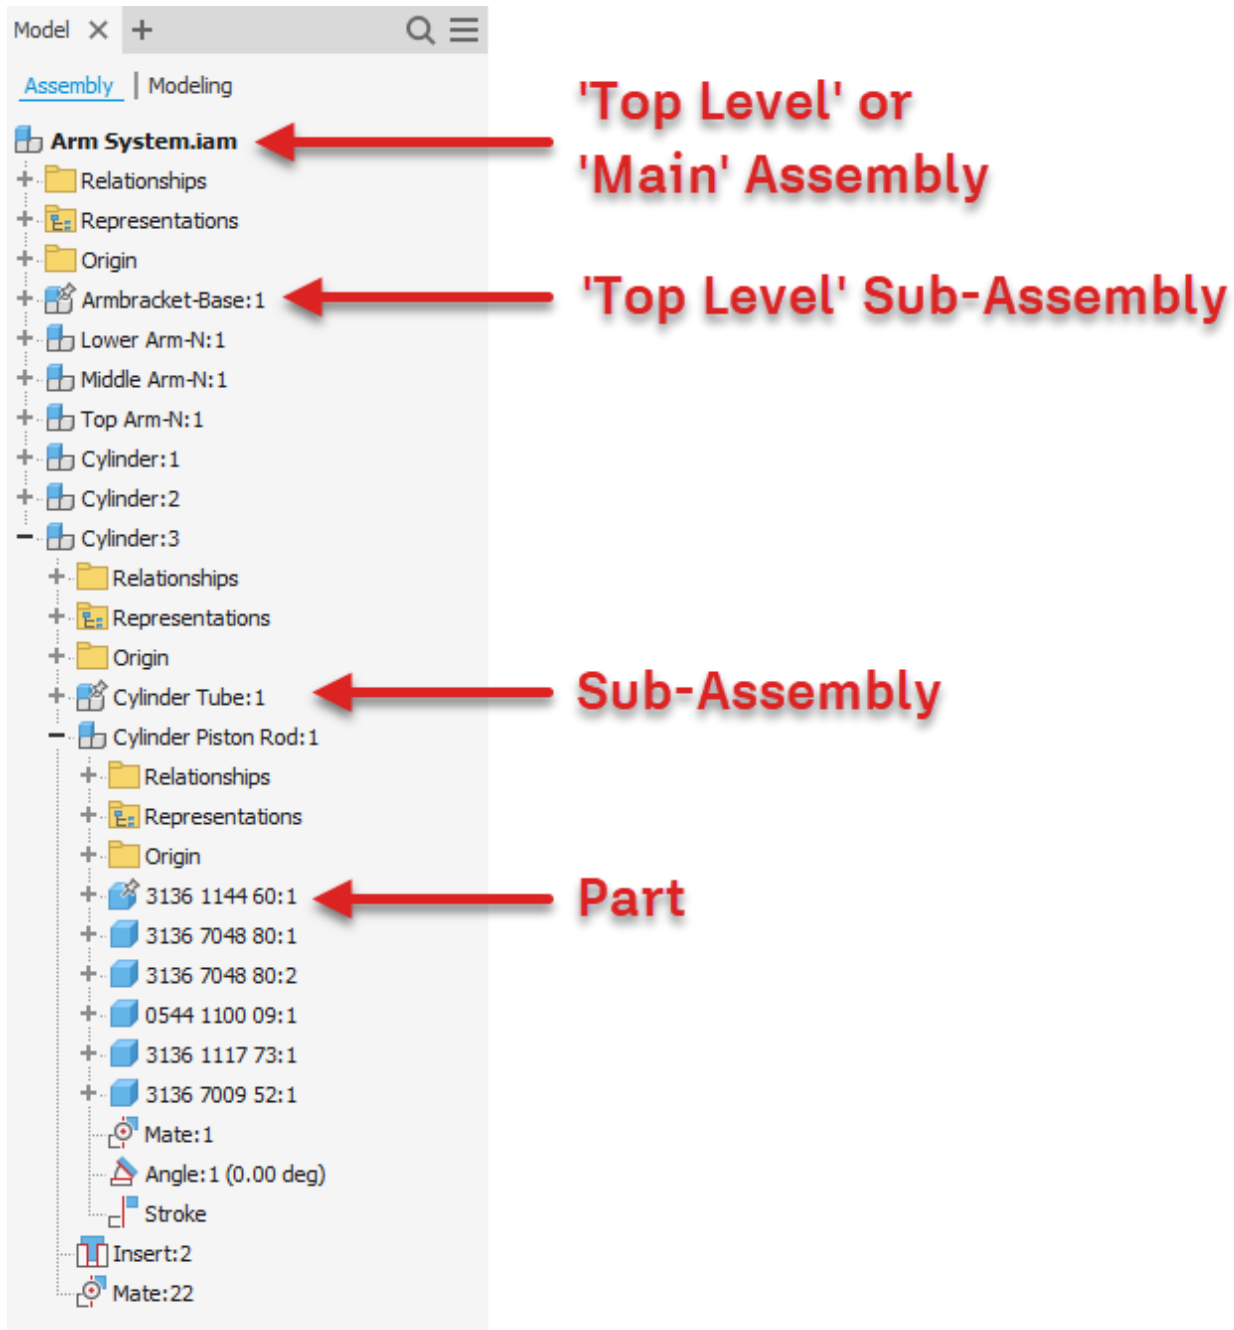 Model
Assembly | Modeling
Arm System.iam
'Top Level' or
'Main' Assembly
Relationships
Representations
Origin
Armbracket-Base:1
'Top Level' Sub-Assembly
Lower Arm-N:1
Middle Arm-N:1
Top Arm-N:1
Cylinder:1
Cylinder:2
Cylinder:3
Relationships
Representations
Origin
Cylinder Tube:1
Sub-Assembly
Cylinder Piston Rod:1
Relationships
Representations
Origin
3136 1144 60:1
Part
3136 7048 80:1
3136 7048 80:2
0544 1100 09:1
3136 1117 73:1
3136 7009 52:1
Mate:1
Angle:1 (0.00 deg)
Stroke
Insert:2
Mate:22